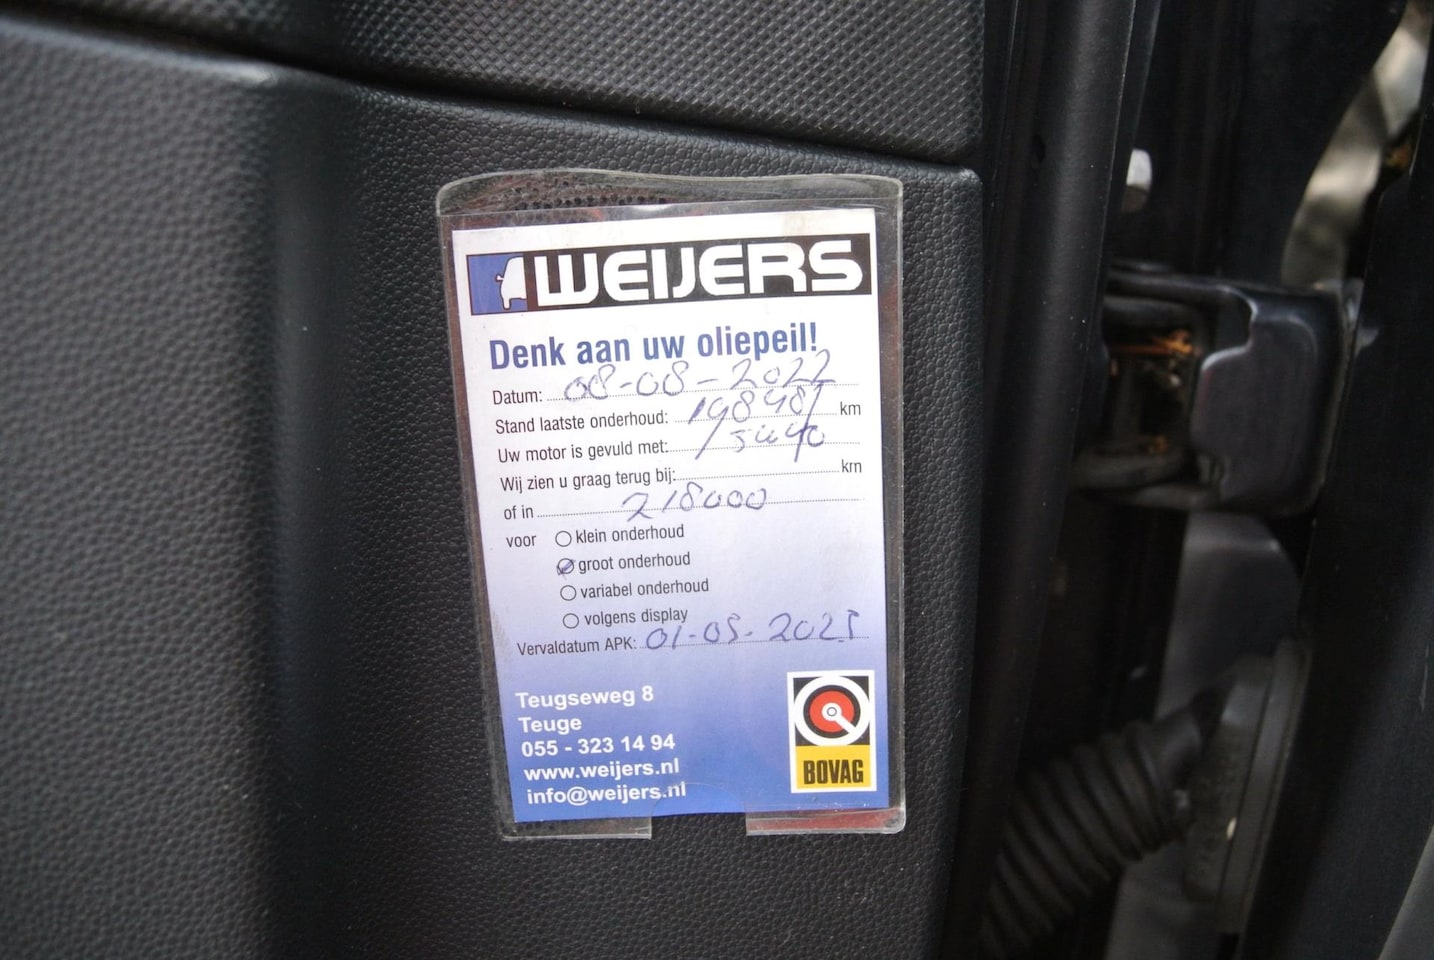 WEIJERS
Denk aan uw oliepeil!
Datum: 08-08-2022
Stand laatste onderhoud: 198481 km
Uw motor is gevuld met: 15w40
Wij zien u graag terug bij: km
of in 218000
voor klein onderhoud
groot onderhoud
variabel onderhoud
volgens display
Vervaldatum APK: 01-05-2025
Teugseweg 8
Teuge
055 - 323 14 94
www.weijers.nl
info@weijers.nl
BOVAG